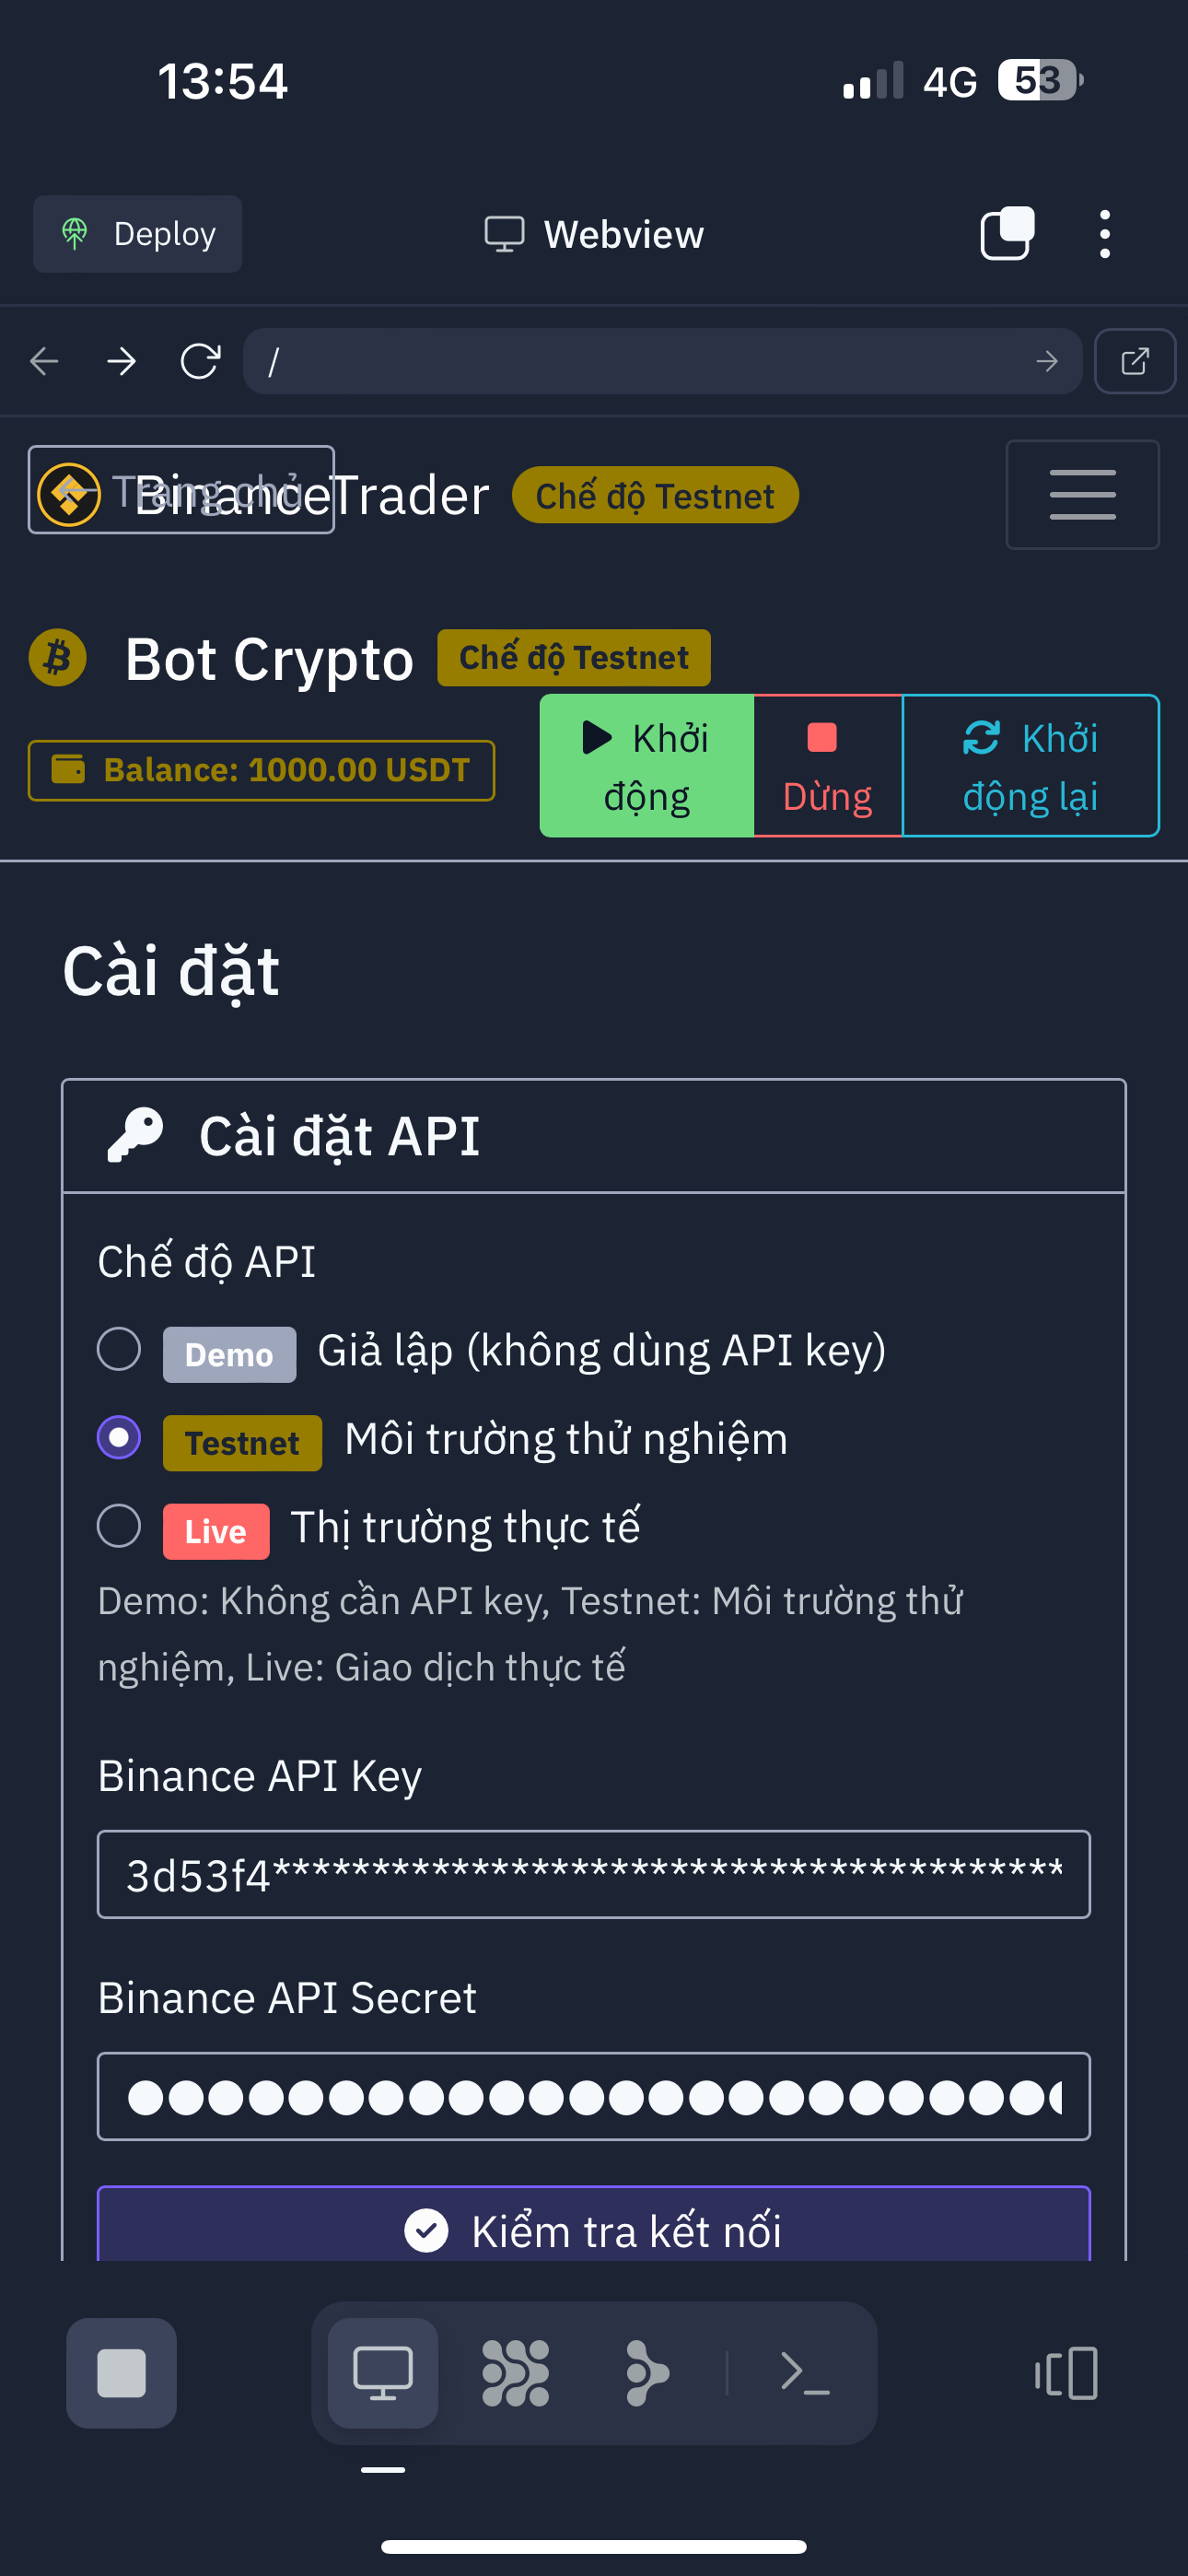 13:54
4G 53
Deploy
Webview
/
Trang chủ
BinanceTrader
Chế độ Testnet
Bot Crypto
Chế độ Testnet
Balance: 1000.00 USDT
Khởi
động
Dừng
Khởi
động lại
Cài đặt
Cài đặt API
Chế độ API
Demo Giả lập (không dùng API key)
Testnet Môi trường thử nghiệm
Live Thị trường thực tế
Demo: Không cần API key, Testnet: Môi trường thử
nghiệm, Live: Giao dịch thực tế
Binance API Key
3d53f4****************************************
Binance API Secret
●●●●●●●●●●●●●●●●●●●●●●●●
Kiểm tra kết nối